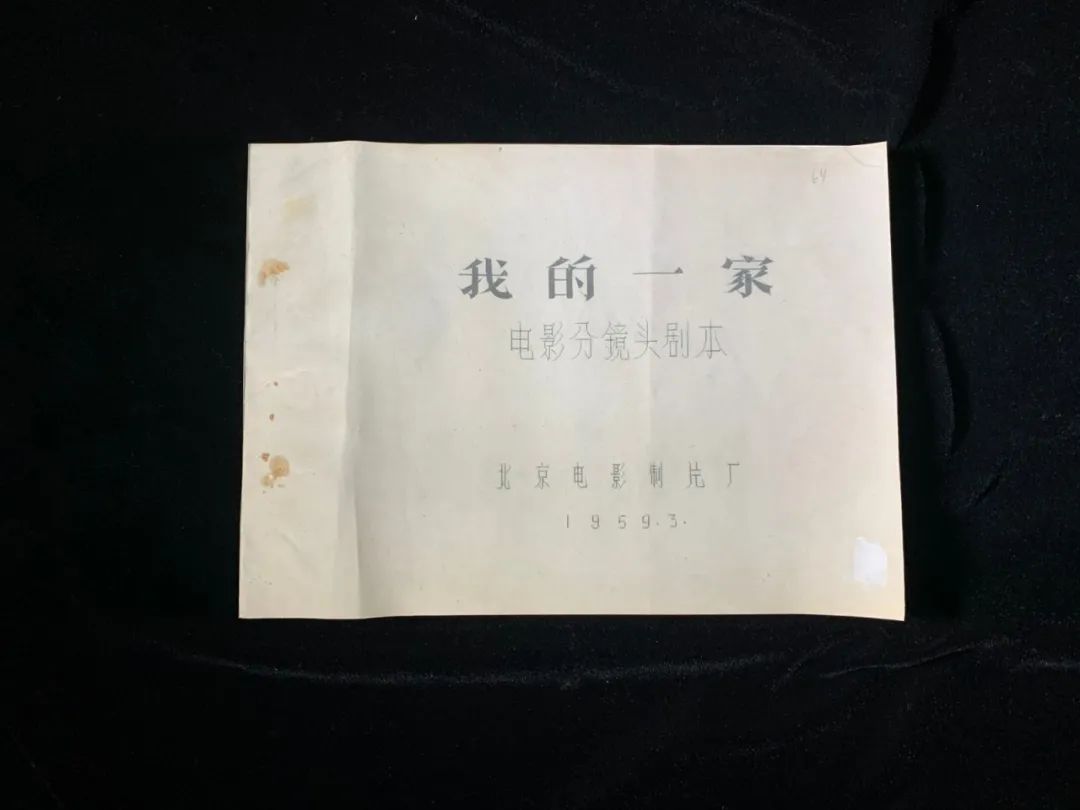 64
我的一家
电影分镜头剧本
北京电影制片厂
1959.3.